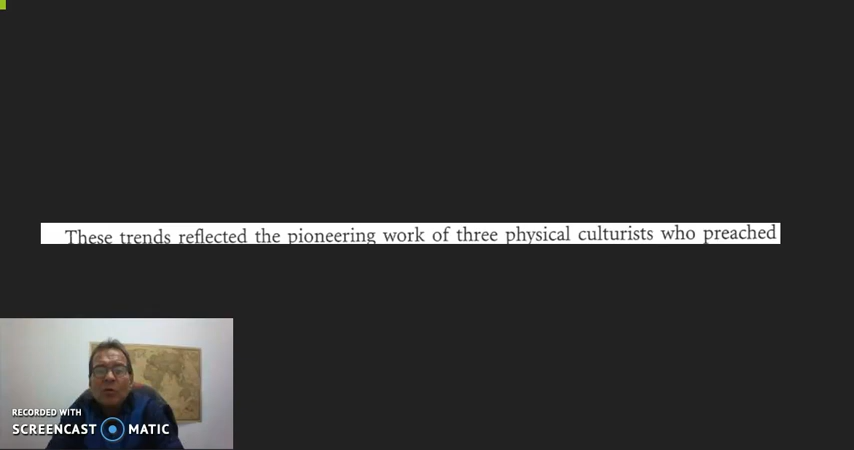 These trends reflected the pioneering work of three physical culturists who preached
RECORDED WITH
SCREENCAST MATIC